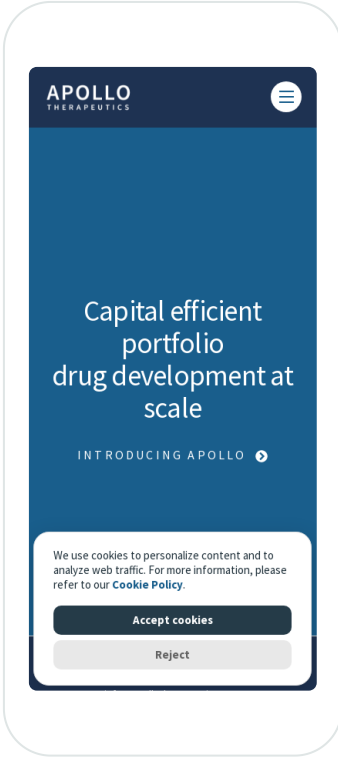 APOLLO
THERAPEUTICS
Capital efficient
portfolio
drug development at
scale
INTRODUCING APOLLO
We use cookies to personalize content and to
analyze web traffic. For more information, please
refer to our Cookie Policy.
Accept cookies
Reject